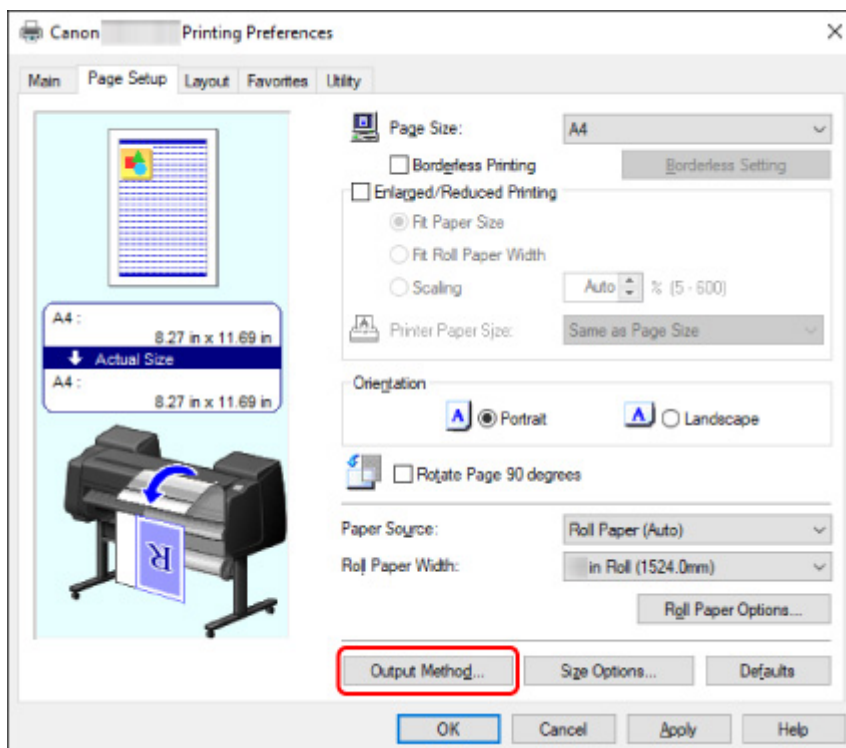 Canon Printing Preferences
Main Page Setup Layout Favorites Utility
Page Size: A4
Borderless Printing Borderless Setting
Enlarged/Reduced Printing
Fit Paper Size
Fit Roll Paper Width
Scaling Auto % (5 - 600)
Printer Paper Size: Same as Page Size
A4 :
8.27 in x 11.69 in
Actual Size
A4 :
8.27 in x 11.69 in
Orientation
A Portrait A Landscape
Rotate Page 90 degrees
R
Paper Source: Roll Paper (Auto)
Roll Paper Width: in Roll (1524.0mm)
Roll Paper Options...
Output Method... Size Options... Defaults
OK Cancel Apply Help